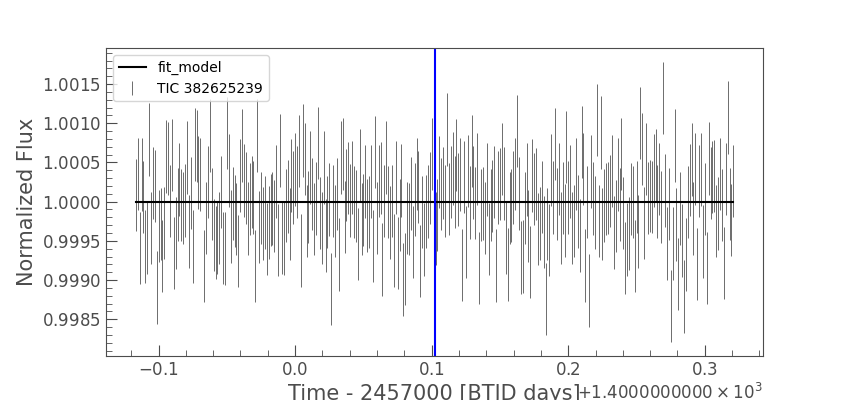 fit_model
TIC 382625239
Normalized Flux
1.0015
1.0010
1.0005
1.0000
0.9995
0.9990
0.9985
−0.1
0.0
0.1
0.2
0.3
Time - 2457000 [BTJD days]
+1.4000000000 × 10³